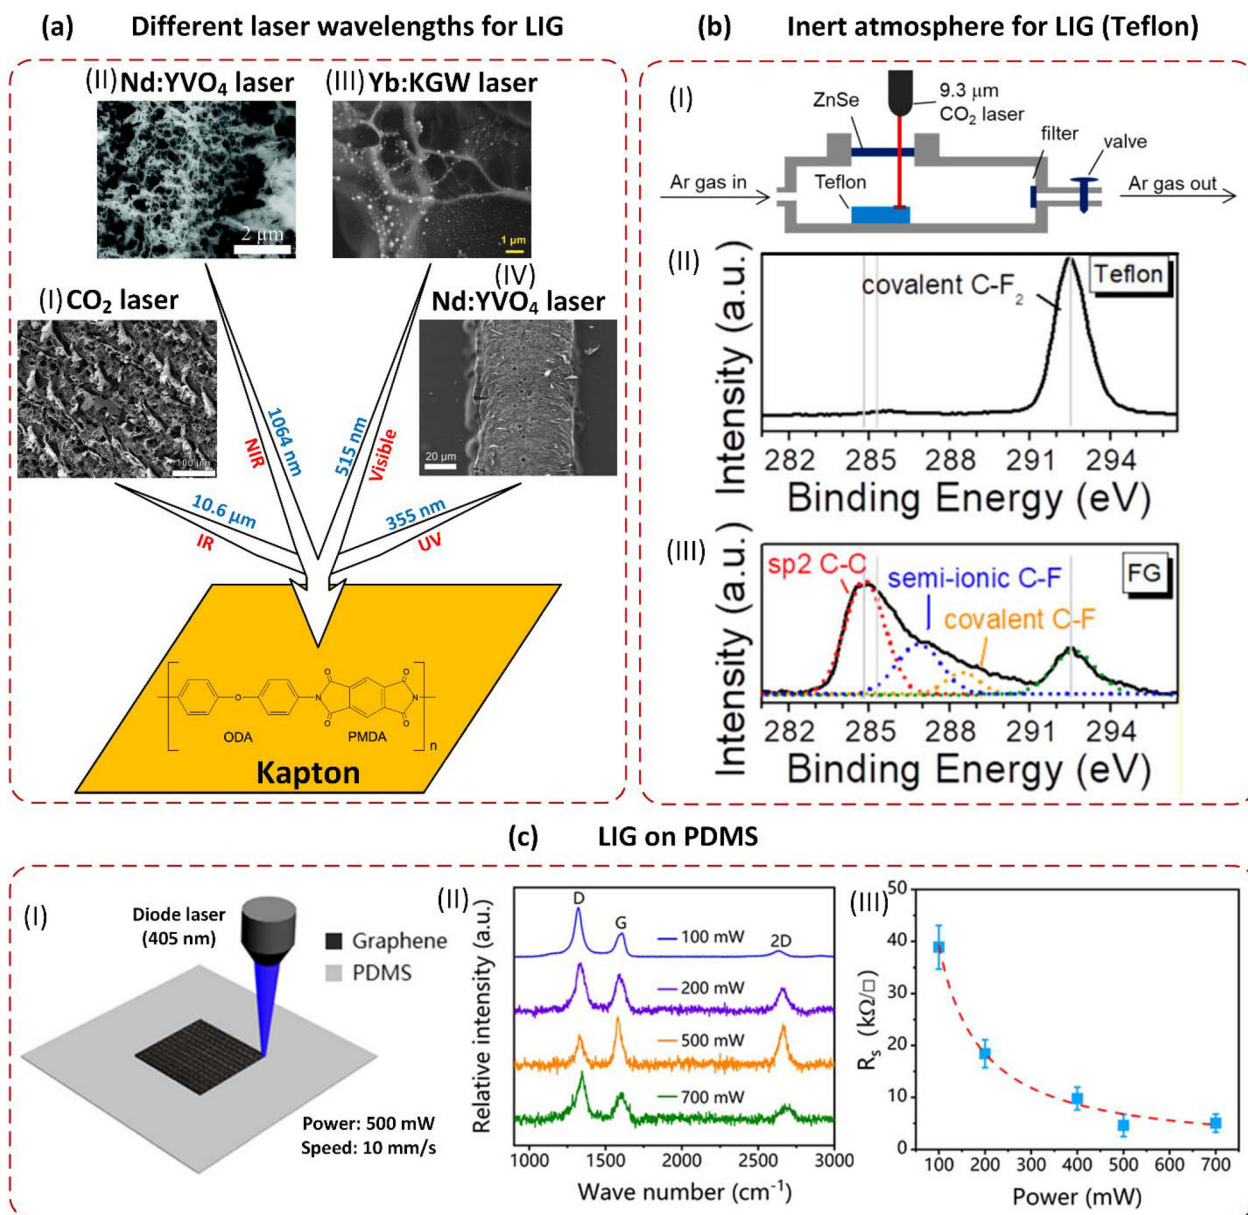 (a) Different laser wavelengths for LIG
(II) Nd:YVO4 laser
(III) Yb:KGW laser
2 µm
1 µm
(I) CO2 laser
(IV)
Nd:YVO4 laser
100 µm
20 µm
1064 nm
NIR
515 nm
Visible
10.6 µm
IR
355 nm
UV
O
N
O
O
O
O
N
n
ODA
PMDA
Kapton
(b) Inert atmosphere for LIG (Teflon)
(I)
ZnSe
9.3 µm
CO2 laser
filter
valve
Ar gas in
Teflon
Ar gas out
(II)
Intensity (a.u.)
covalent C-F2
Teflon
282 285 288 291 294
Binding Energy (eV)
(III)
Intensity (a.u.)
sp2 C-C
semi-ionic C-F
covalent C-F
FG
282 285 288 291 294
Binding Energy (eV)
(c) LIG on PDMS
(I)
Diode laser
(405 nm)
Graphene
PDMS
Power: 500 mW
Speed: 10 mm/s
(II)
Relative intensity (a.u.)
D
G
2D
100 mW
200 mW
500 mW
700 mW
1000 1500 2000 2500 3000
Wave number (cm-1)
(III)
Rs (kΩ/□)
50
40
30
20
10
0
100 200 300 400 500 600 700
Power (mW)